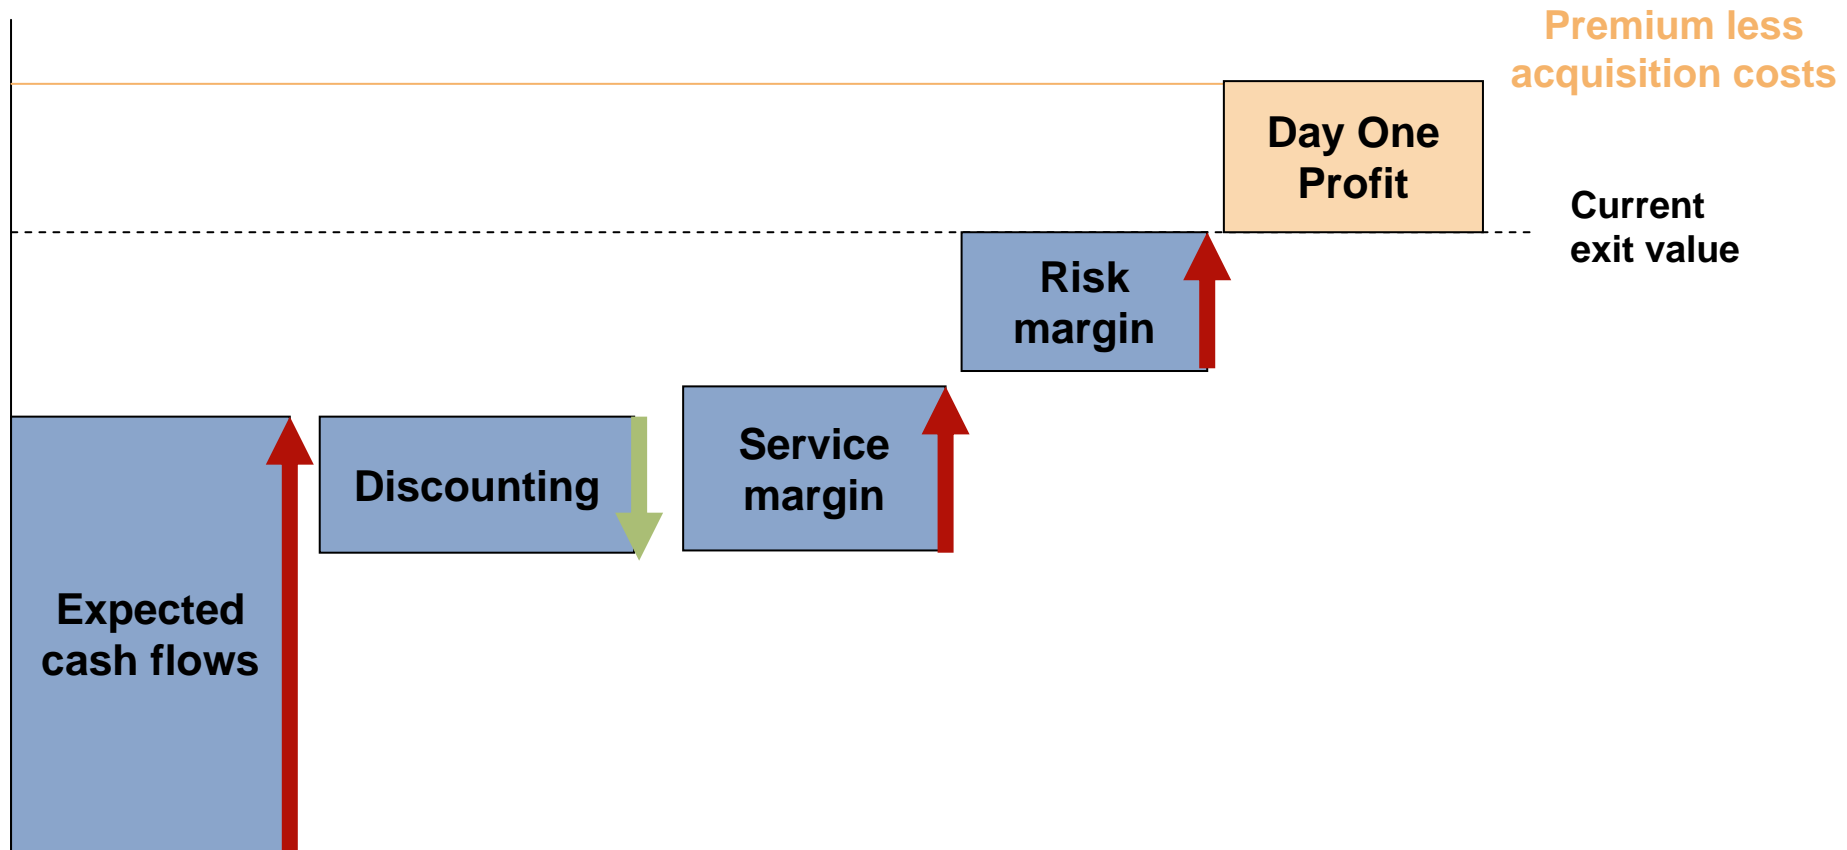 Premium less
acquisition costs
Day One
Profit
Current
exit value
Risk
margin
Service
margin
Discounting
Expected
cash flows